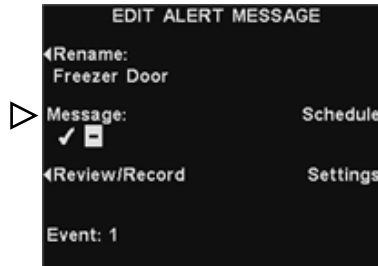 EDIT ALERT MESSAGE
Rename:
Freezer Door
Message: Schedule
✓ –
Review/Record Settings
Event: 1